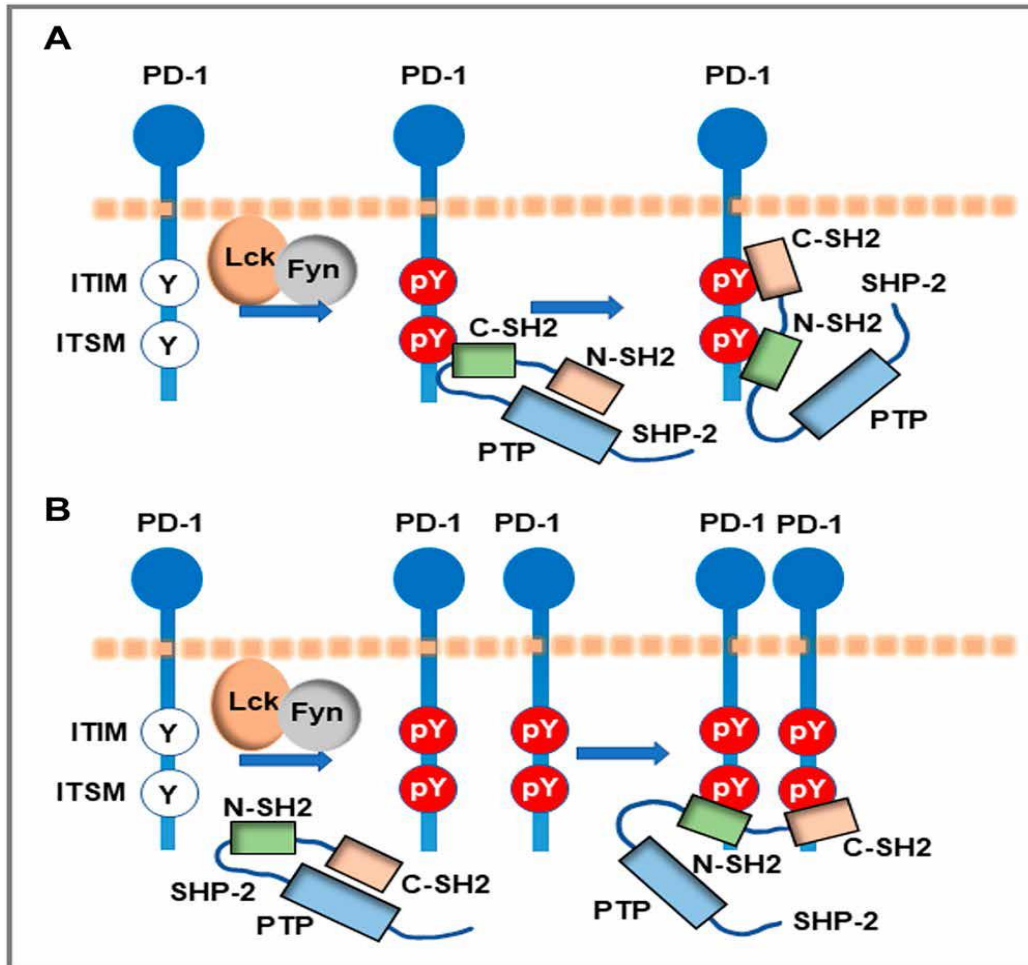 A
PD-1 PD-1 PD-1
Lck Fyn
C-SH2
ITIM Y pY pY SHP-2
ITSM Y pY C-SH2 pY N-SH2
N-SH2
PTP SHP-2 PTP
B
PD-1 PD-1 PD-1 PD-1 PD-1
Lck Fyn
ITIM Y pY pY pY pY
ITSM Y pY pY pY pY
N-SH2
C-SH2
N-SH2
SHP-2 C-SH2
PTP PTP SHP-2